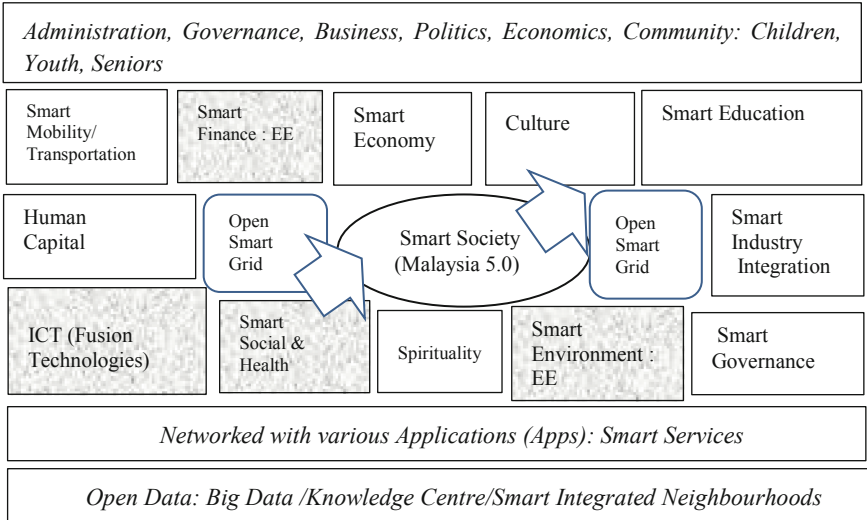 Administration, Governance, Business, Politics, Economics, Community: Children,
Youth, Seniors
Smart
Mobility/
Transportation
Smart
Finance : EE
Smart
Economy
Culture
Smart Education
Human
Capital
Open
Smart
Grid
Smart Society
(Malaysia 5.0)
Open
Smart
Grid
Smart
Industry
Integration
ICT (Fusion
Technologies)
Smart
Social &
Health
Spirituality
Smart
Environment :
EE
Smart
Governance
Networked with various Applications (Apps): Smart Services
Open Data: Big Data /Knowledge Centre/Smart Integrated Neighbourhoods